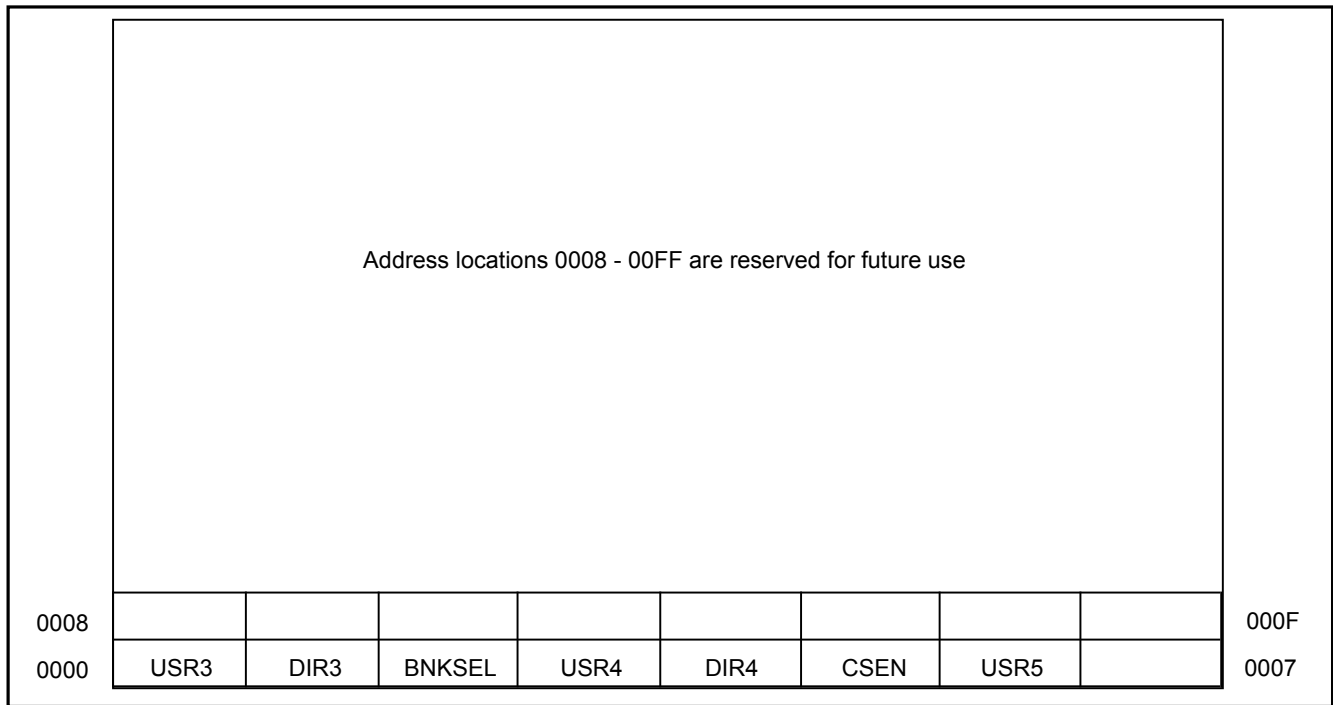 Address locations 0008 - 00FF are reserved for future use
0008 000F
0000 USR3 DIR3 BNKSEL USR4 DIR4 CSEN USR5 0007